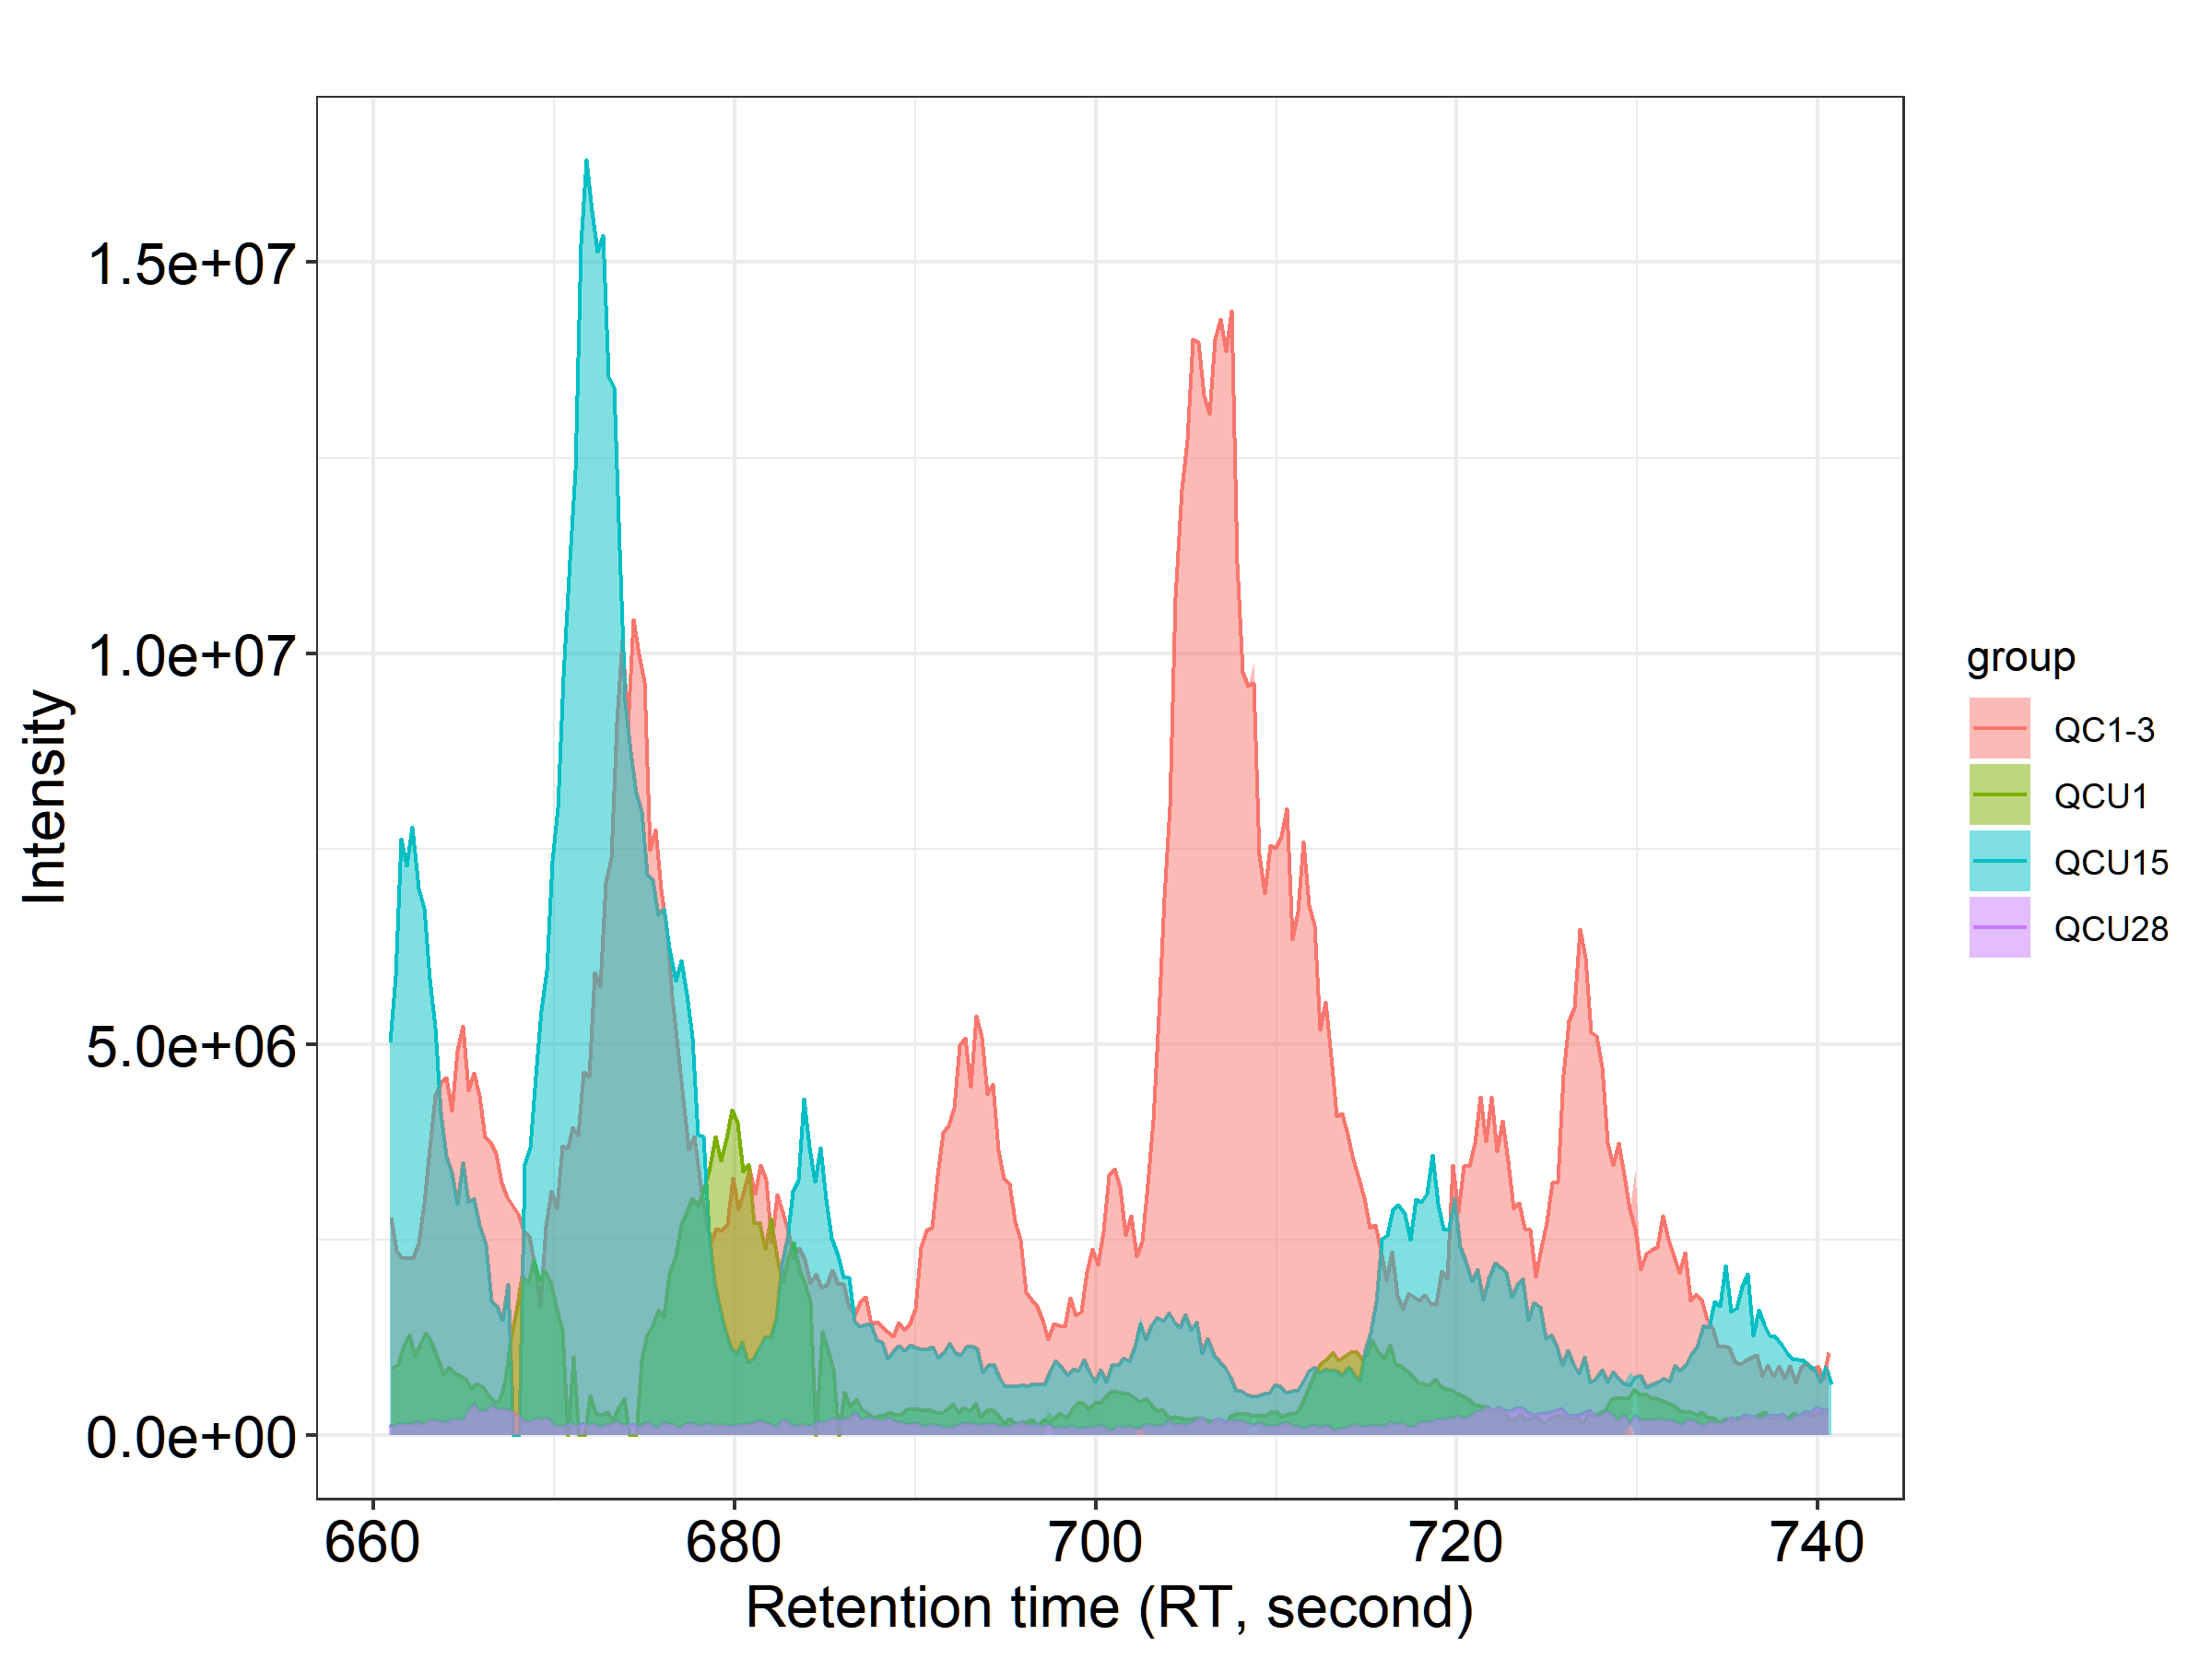 1.5e+07
1.0e+07
5.0e+06
0.0e+00
Intensity
660 680 700 720 740
Retention time (RT, second)
group
QC1-3
QCU1
QCU15
QCU28